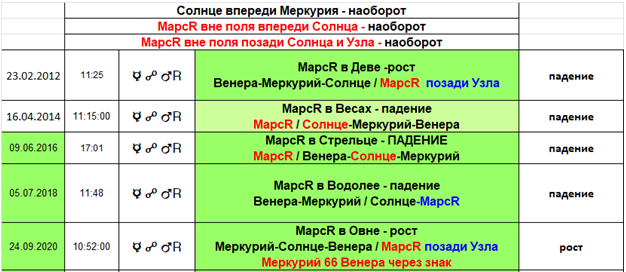 Солнце впереди Меркурия - наоборот
МарсR вне поля впереди Солнца - наоборот
МарсR вне поля позади Солнца и Узла - наоборот
23.02.2012 11:25 ☿ ☍ ♂R МарсR в Деве -рост падение
Венера-Меркурий-Солнце / МарсR позади Узла
16.04.2014 11:15:00 ☿ ☍ ♂R МарсR в Весах - падение падение
МарсR / Солнце-Меркурий-Венера
09.06.2016 17:01 ☿ ☍ ♂R МарсR в Стрельце - ПАДЕНИЕ падение
МарсR / Венера-Солнце-Меркурий
05.07.2018 11:48 ☿ ☍ ♂R МарсR в Водолее - падение падение
Венера-Меркурий / Солнце-МарсR
24.09.2020 10:52:00 ☿ ☍ ♂R МарсR в Овне - рост рост
Меркурий-Солнце-Венера / МарсR позади Узла
Меркурий 66 Венера через знак